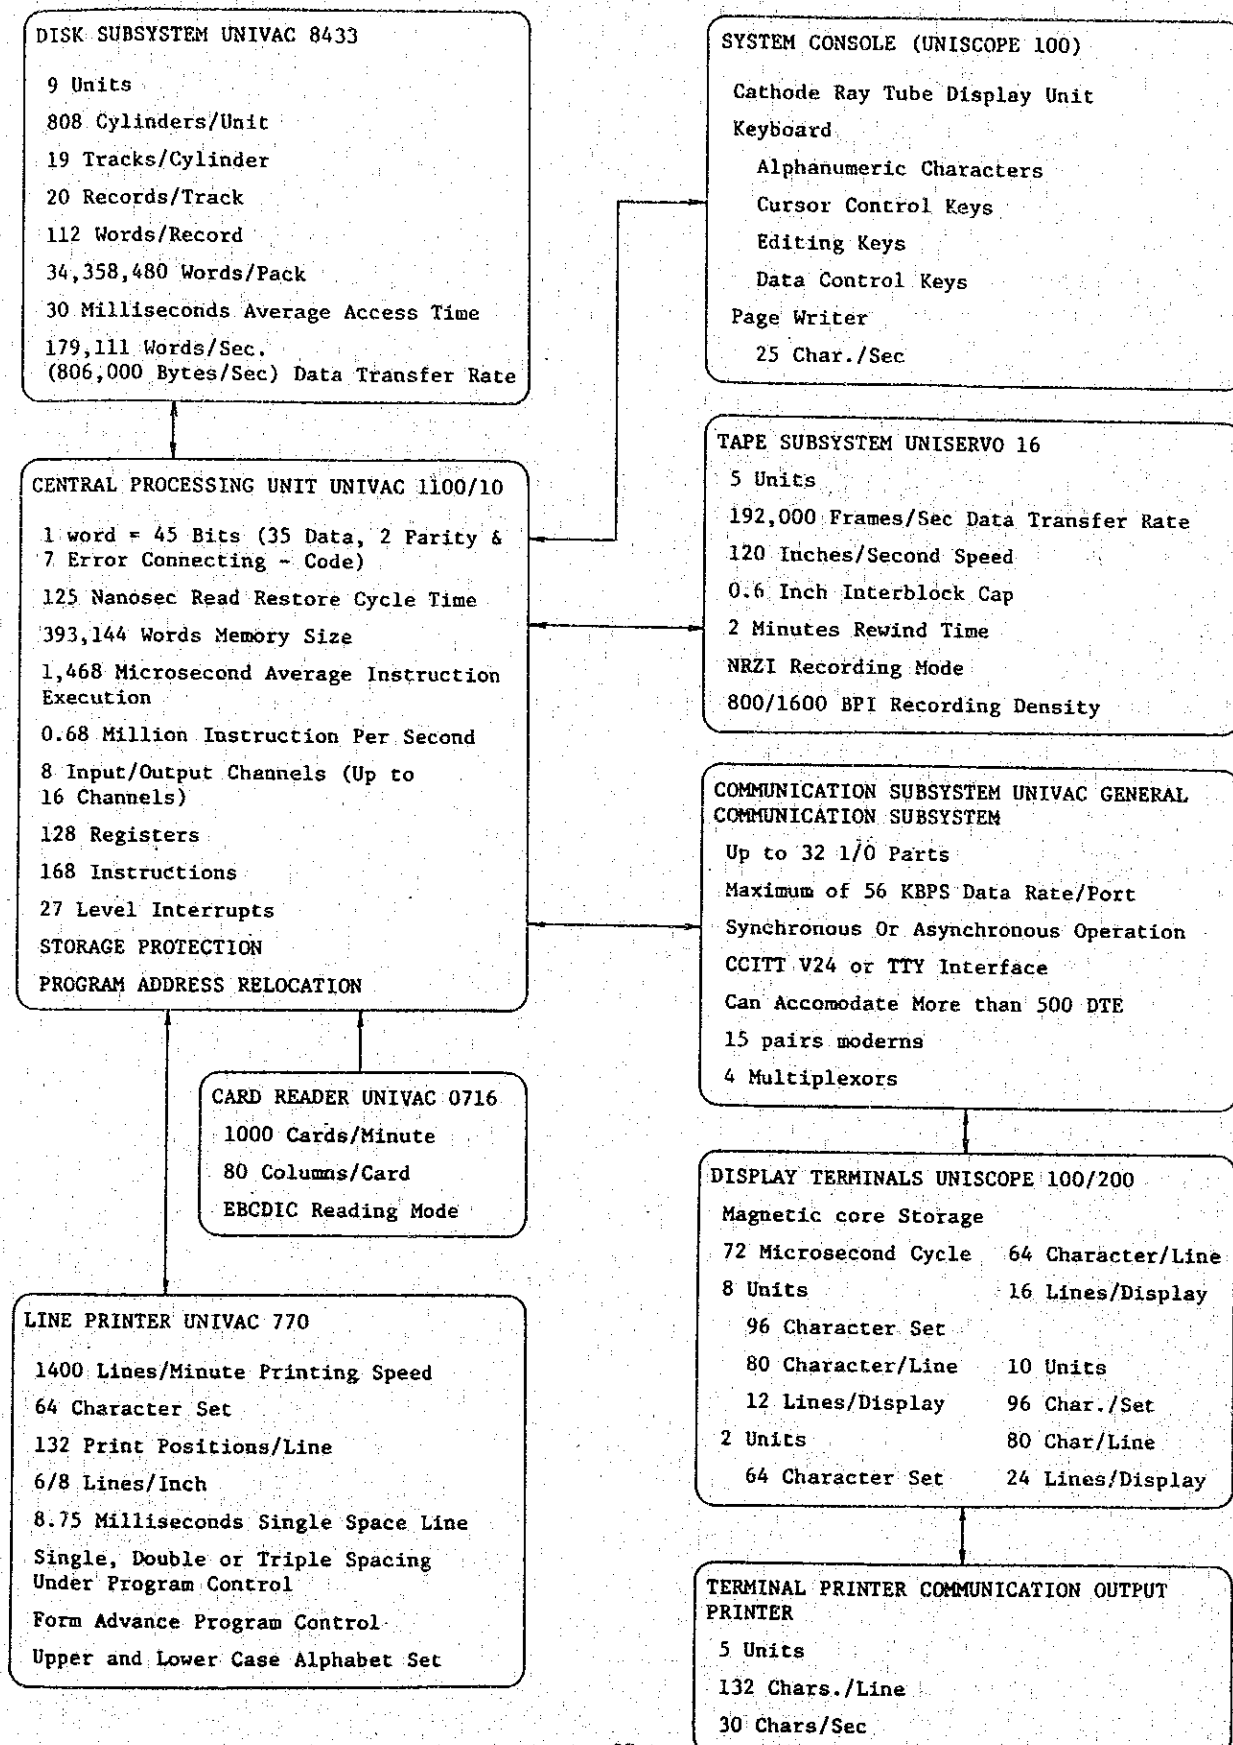 DISK SUBSYSTEM UNIVAC 8433
9 Units
808 Cylinders/Unit
19 Tracks/Cylinder
20 Records/Track
112 Words/Record
34,358,480 Words/Pack
30 Milliseconds Average Access Time
179,111 Words/Sec.
(806,000 Bytes/Sec) Data Transfer Rate
SYSTEM CONSOLE (UNISCOPE 100)
Cathode Ray Tube Display Unit
Keyboard
Alphanumeric Characters
Cursor Control Keys
Editing Keys
Data Control Keys
Page Writer
25 Char./Sec
CENTRAL PROCESSING UNIT UNIVAC 1100/10
1 word = 45 Bits (35 Data, 2 Parity &
7 Error Connecting - Code)
125 Nanosec Read Restore Cycle Time
393,144 Words Memory Size
1,468 Microsecond Average Instruction
Execution
0.68 Million Instruction Per Second
8 Input/Output Channels (Up to
16 Channels)
128 Registers
168 Instructions
27 Level Interrupts
STORAGE PROTECTION
PROGRAM ADDRESS RELOCATION
TAPE SUBSYSTEM UNISERVO 16
5 Units
192,000 Frames/Sec Data Transfer Rate
120 Inches/Second Speed
0.6 Inch Interblock Cap
2 Minutes Rewind Time
NRZI Recording Mode
800/1600 BPI Recording Density
COMMUNICATION SUBSYSTEM UNIVAC GENERAL
COMMUNICATION SUBSYSTEM
Up to 32 1/0 Parts
Maximum of 56 KBPS Data Rate/Port
Synchronous Or Asynchronous Operation
CCITT V24 or TTY Interface
Can Accomodate More than 500 DTE
15 pairs moderns
4 Multiplexors
CARD READER UNIVAC 0716
1000 Cards/Minute
80 Columns/Card
EBCDIC Reading Mode
DISPLAY TERMINALS UNISCOPE 100/200
Magnetic core Storage
72 Microsecond Cycle 64 Character/Line
8 Units 16 Lines/Display
96 Character Set
80 Character/Line 10 Units
12 Lines/Display 96 Char./Set
2 Units 80 Char/Line
64 Character Set 24 Lines/Display
LINE PRINTER UNIVAC 770
1400 Lines/Minute Printing Speed
64 Character Set
132 Print Positions/Line
6/8 Lines/Inch
8.75 Milliseconds Single Space Line
Single, Double or Triple Spacing
Under Program Control
Form Advance Program Control
Upper and Lower Case Alphabet Set
TERMINAL PRINTER COMMUNICATION OUTPUT
PRINTER
5 Units
132 Chars./Line
30 Chars/Sec